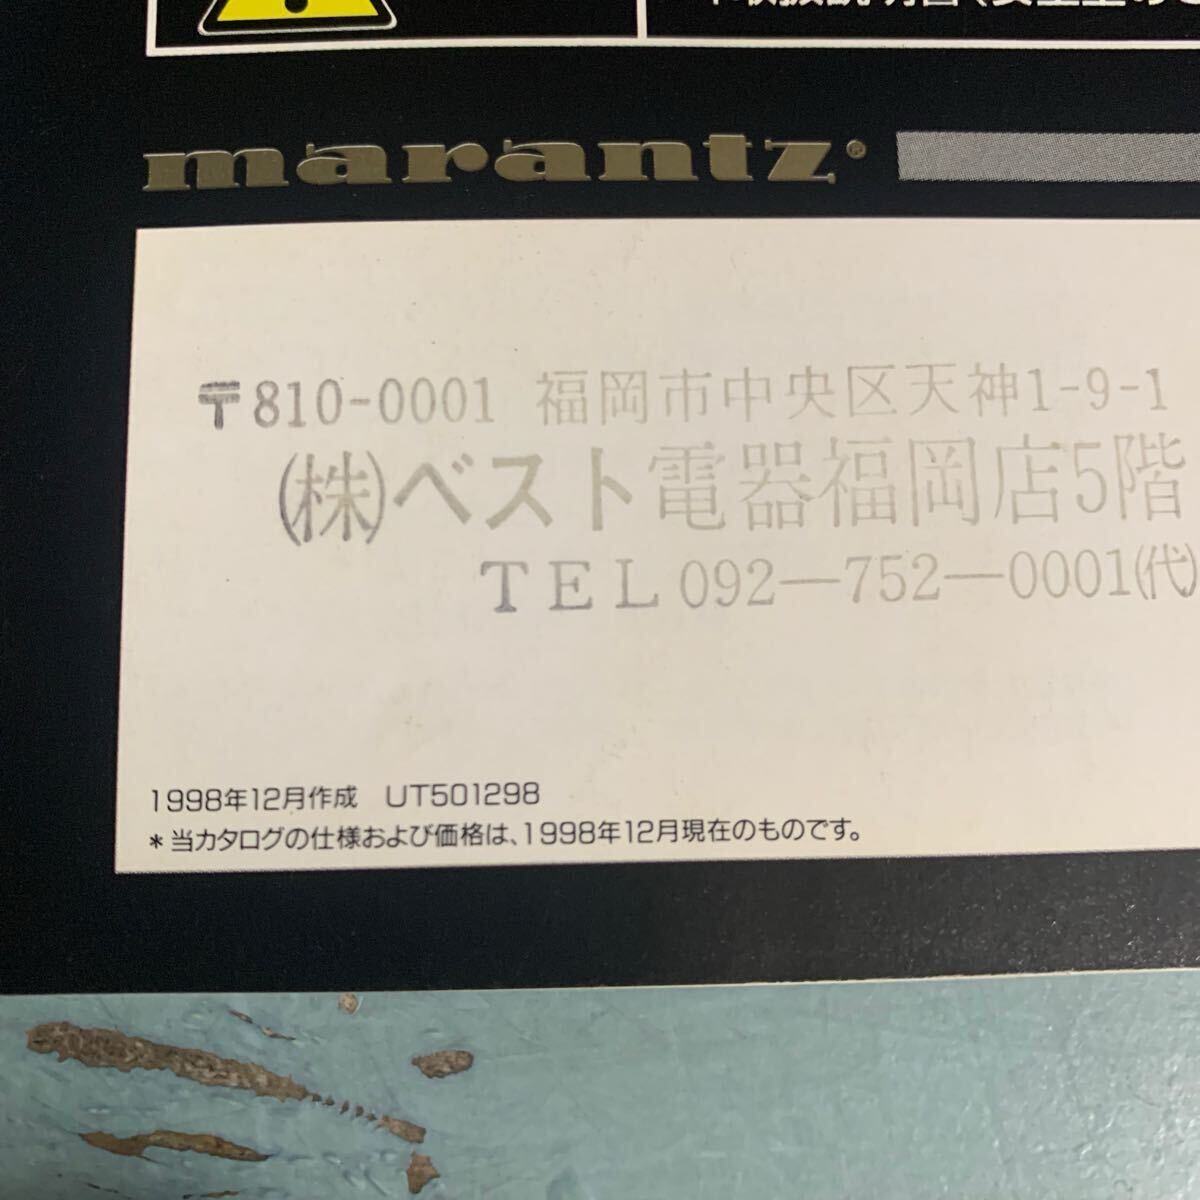 marantz®
〒810-0001 福岡市中央区天神1-9-1
(株)ベスト電器福岡店5階
TEL 092-752-0001(代)
1998年12月作成 UT501298
*当カタログの仕様および価格は、1998年12月現在のものです。